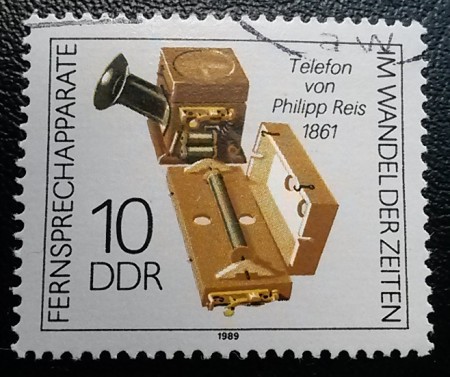 FERNSPRECHAPPARATE
IM WANDEL DER ZEITEN
Telefon
von
Philipp Reis
1861
10
DDR
1989